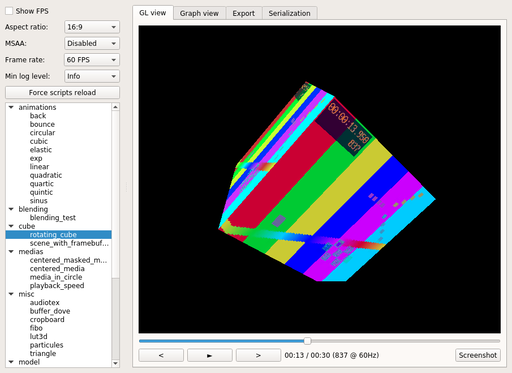 Show FPS
Aspect ratio: 16:9
MSAA: Disabled
Frame rate: 60 FPS
Min log level: Info
Force scripts reload
animations
back
bounce
circular
cubic
elastic
exp
linear
quadratic
quartic
quintic
sinus
blending
blending_test
cube
rotating_cube
scene_with_framebuf...
medias
centered_masked_m...
centered_media
media_in_circle
playback_speed
misc
audiotex
buffer_dove
cropboard
fibo
lut3d
particules
triangle
model
GL view Graph view Export Serialization
00:00:13.950
837
< ► > 00:13 / 00:30 (837 @ 60Hz) Screenshot